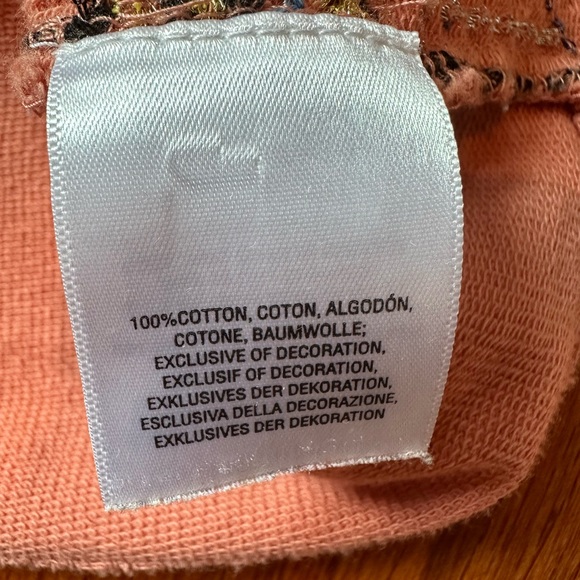 100%COTTON, COTON, ALGODÓN,
COTONE, BAUMWOLLE;
EXCLUSIVE OF DECORATION,
EXCLUSIF OF DECORATION,
EXKLUSIVES DER DEKORATION,
ESCLUSIVA DELLA DECORAZIONE,
EXKLUSIVES DER DEKORATION